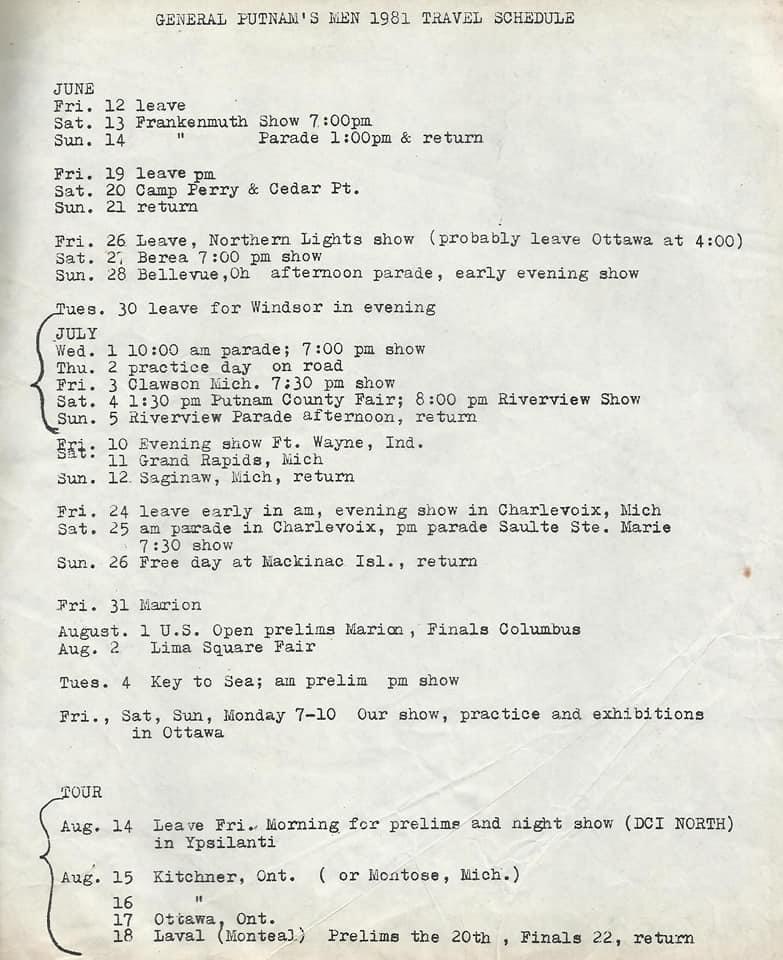 GENERAL PUTNAM'S MEN 1981 TRAVEL SCHEDULE
JUNE
Fri. 12 leave
Sat. 13 Frankenmuth Show 7:00pm
Sun. 14 " Parade 1:00pm & return
Fri. 19 leave pm
Sat. 20 Camp Perry & Cedar Pt.
Sun. 21 return
Fri. 26 Leave, Northern Lights show (probably leave Ottawa at 4:00)
Sat. 27 Berea 7:00 pm show
Sun. 28 Bellevue,Oh afternoon parade, early evening show
Tues. 30 leave for Windsor in evening
JULY
Wed. 1 10:00 am parade; 7:00 pm show
Thu. 2 practice day on road
Fri. 3 Clawson Mich. 7:30 pm show
Sat. 4 1:30 pm Putnam County Fair; 8:00 pm Riverview Show
Sun. 5 Riverview Parade afternoon, return
Fri. 10 Evening show Ft. Wayne, Ind.
Sat. 11 Grand Rapids, Mich
Sun. 12 Saginaw, Mich, return
Fri. 24 leave early in am, evening show in Charlevoix, Mich
Sat. 25 am parade in Charlevoix, pm parade Saulte Ste. Marie
7:30 show
Sun. 26 Free day at Mackinac Isl., return
Fri. 31 Marion
August. 1 U.S. Open prelims Marion, Finals Columbus
Aug. 2 Lima Square Fair
Tues. 4 Key to Sea; am prelim pm show
Fri., Sat, Sun, Monday 7-10 Our show, practice and exhibitions
in Ottawa
TOUR
Aug. 14 Leave Fri. Morning for prelims and night show (DCI NORTH)
in Ypsilanti
Aug. 15 Kitchner, Ont. ( or Montose, Mich.)
16 "
17 Ottawa, Ont.
18 Laval (Monteal) Prelims the 20th , Finals 22, return